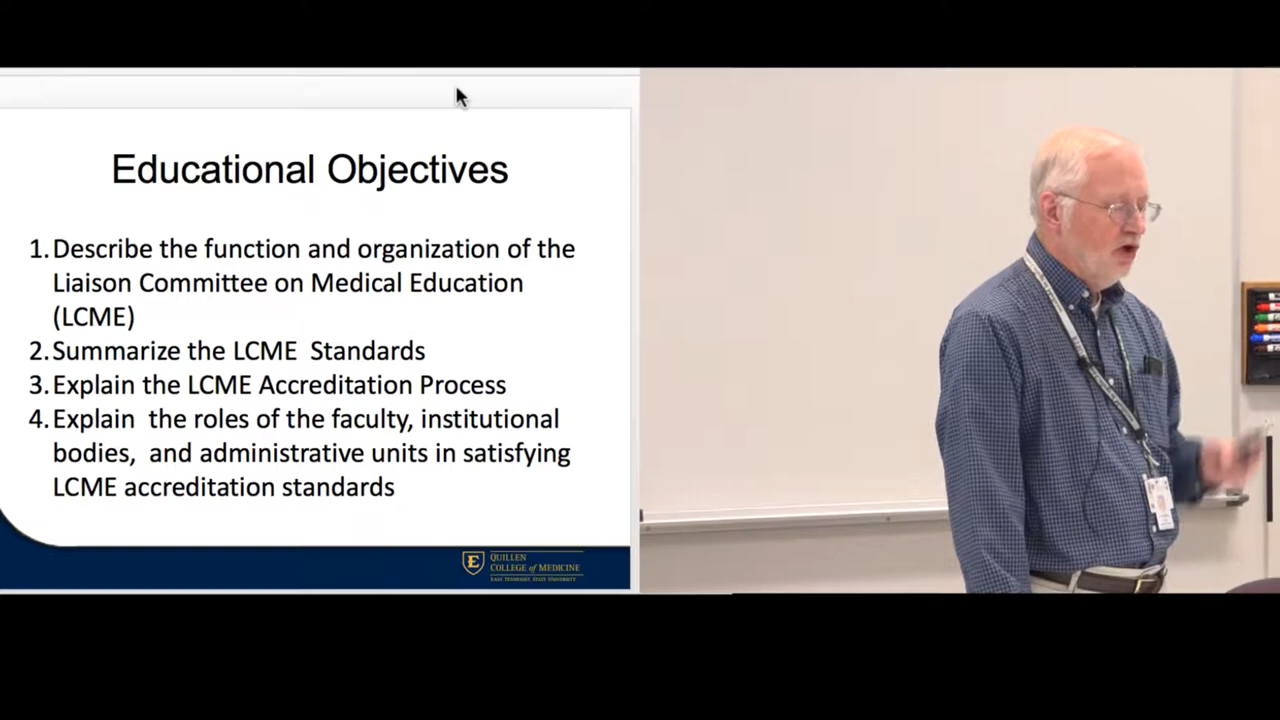 Educational Objectives
1. Describe the function and organization of the
Liaison Committee on Medical Education
(LCME)
2. Summarize the LCME  Standards
3. Explain the LCME Accreditation Process
4. Explain  the roles of the faculty, institutional
bodies,  and administrative units in satisfying
LCME accreditation standards
E QUILLEN
COLLEGE of MEDICINE
EAST TENNESSEE STATE UNIVERSITY